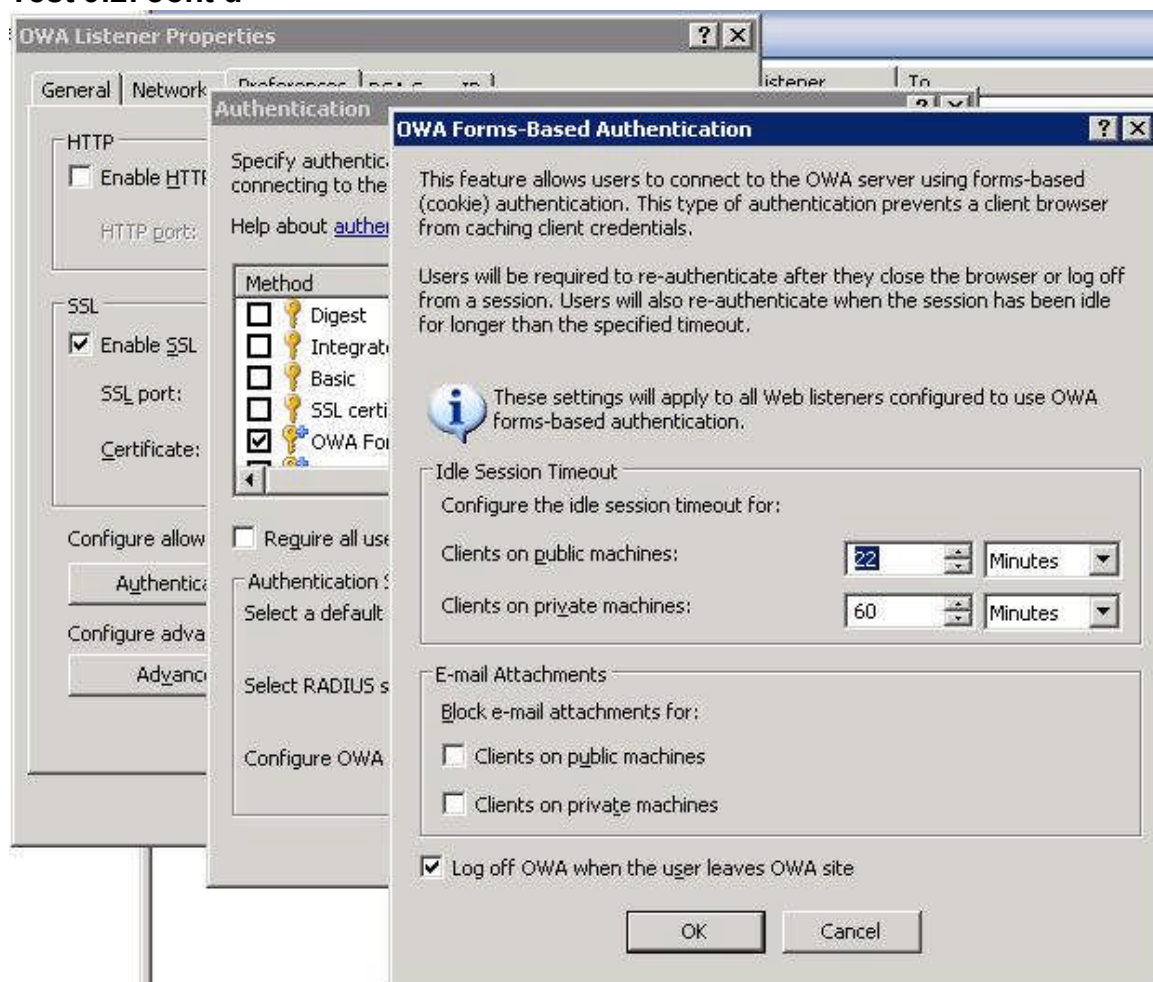 OWA Listener Properties
General
Network
Preferences
istener
To
HTTP
Enable HTTP
HTTP port:
SSL
Enable SSL
SSL port:
Certificate:
Configure allow
Authentica
Configure adva
Advanc
Authentication
Specify authentic
connecting to the
Help about authen
Method
Digest
Integrate
Basic
SSL certi
OWA For
Require all use
Authentication S
Select a default
Select RADIUS s
Configure OWA
OWA Forms-Based Authentication
This feature allows users to connect to the OWA server using forms-based
(cookie) authentication. This type of authentication prevents a client browser
from caching client credentials.
Users will be required to re-authenticate after they close the browser or log off
from a session. Users will also re-authenticate when the session has been idle
for longer than the specified timeout.
These settings will apply to all Web listeners configured to use OWA
forms-based authentication.
Idle Session Timeout
Configure the idle session timeout for:
Clients on public machines: 22 Minutes
Clients on private machines: 60 Minutes
E-mail Attachments
Block e-mail attachments for:
Clients on public machines
Clients on private machines
Log off OWA when the user leaves OWA site
OK Cancel